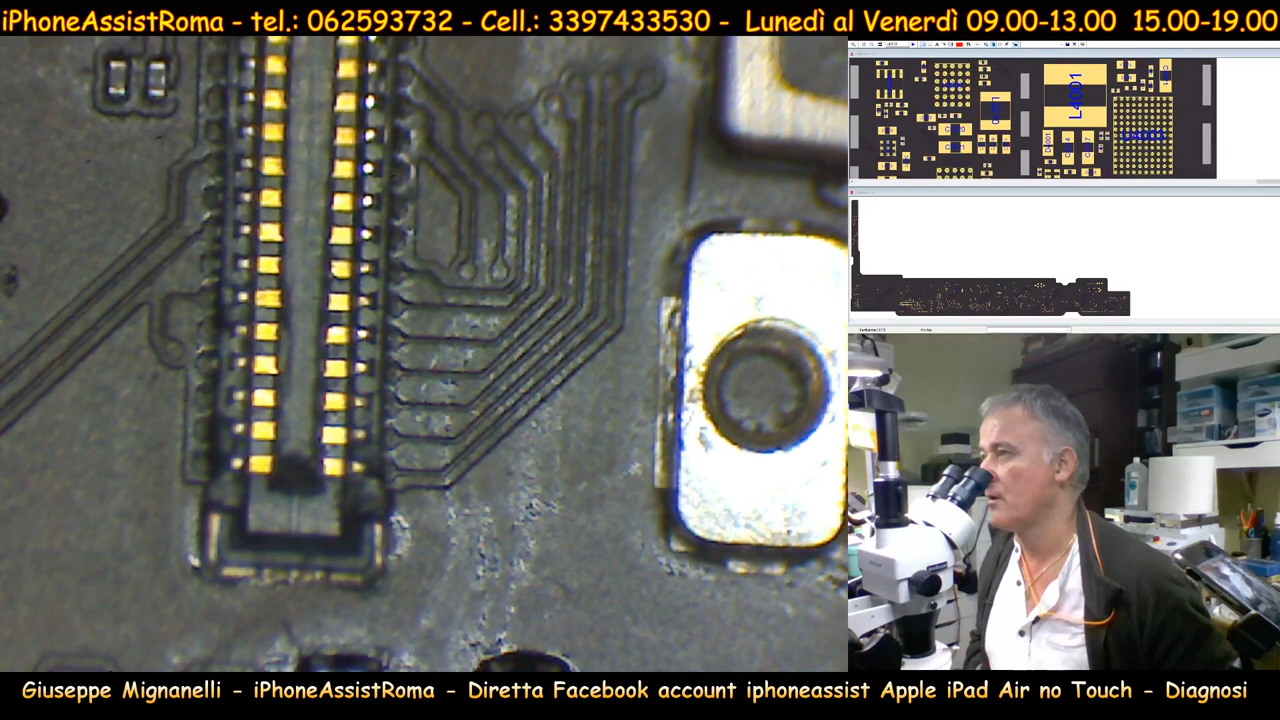 iPhoneAssistRoma - tel.: 062593732 - Cell.: 3397433530 - Lunedì al Venerdì 09.00-13.00 15.00-19.00
L4001
Giuseppe Mignanelli - iPhoneAssistRoma - Diretta Facebook account iphoneassist Apple iPad Air no Touch - Diagnosi